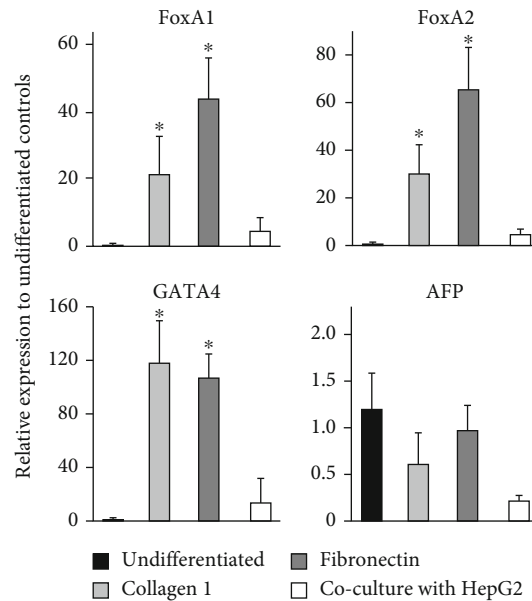 FoxA1
FoxA2
Relative expression to undifferentiated controls
60
40
20
0
*
*
80
60
40
20
0
*
*
GATA4
AFP
160
120
80
40
0
*
*
2.0
1.5
1.0
0.5
0
Undifferentiated
Fibronectin
Collagen 1
Co-culture with HepG2